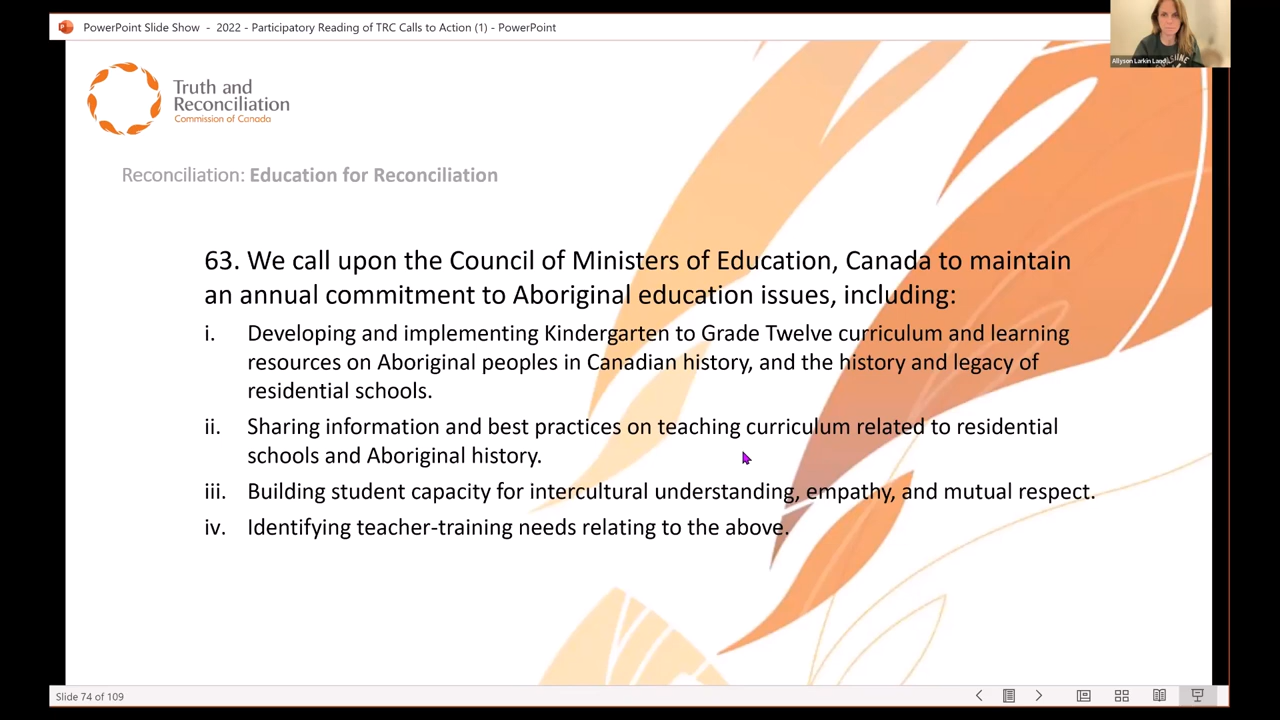 PowerPoint Slide Show - 2022 - Participatory Reading of TRC Calls to Action (1) - PowerPoint
Allyson Larkin Land
Truth and
Reconciliation
Commission of Canada
Reconciliation: Education for Reconciliation
63. We call upon the Council of Ministers of Education, Canada to maintain
an annual commitment to Aboriginal education issues, including:
i. Developing and implementing Kindergarten to Grade Twelve curriculum and learning
resources on Aboriginal peoples in Canadian history, and the history and legacy of
residential schools.
ii. Sharing information and best practices on teaching curriculum related to residential
schools and Aboriginal history.
iii. Building student capacity for intercultural understanding, empathy, and mutual respect.
iv. Identifying teacher-training needs relating to the above.
Slide 74 of 109